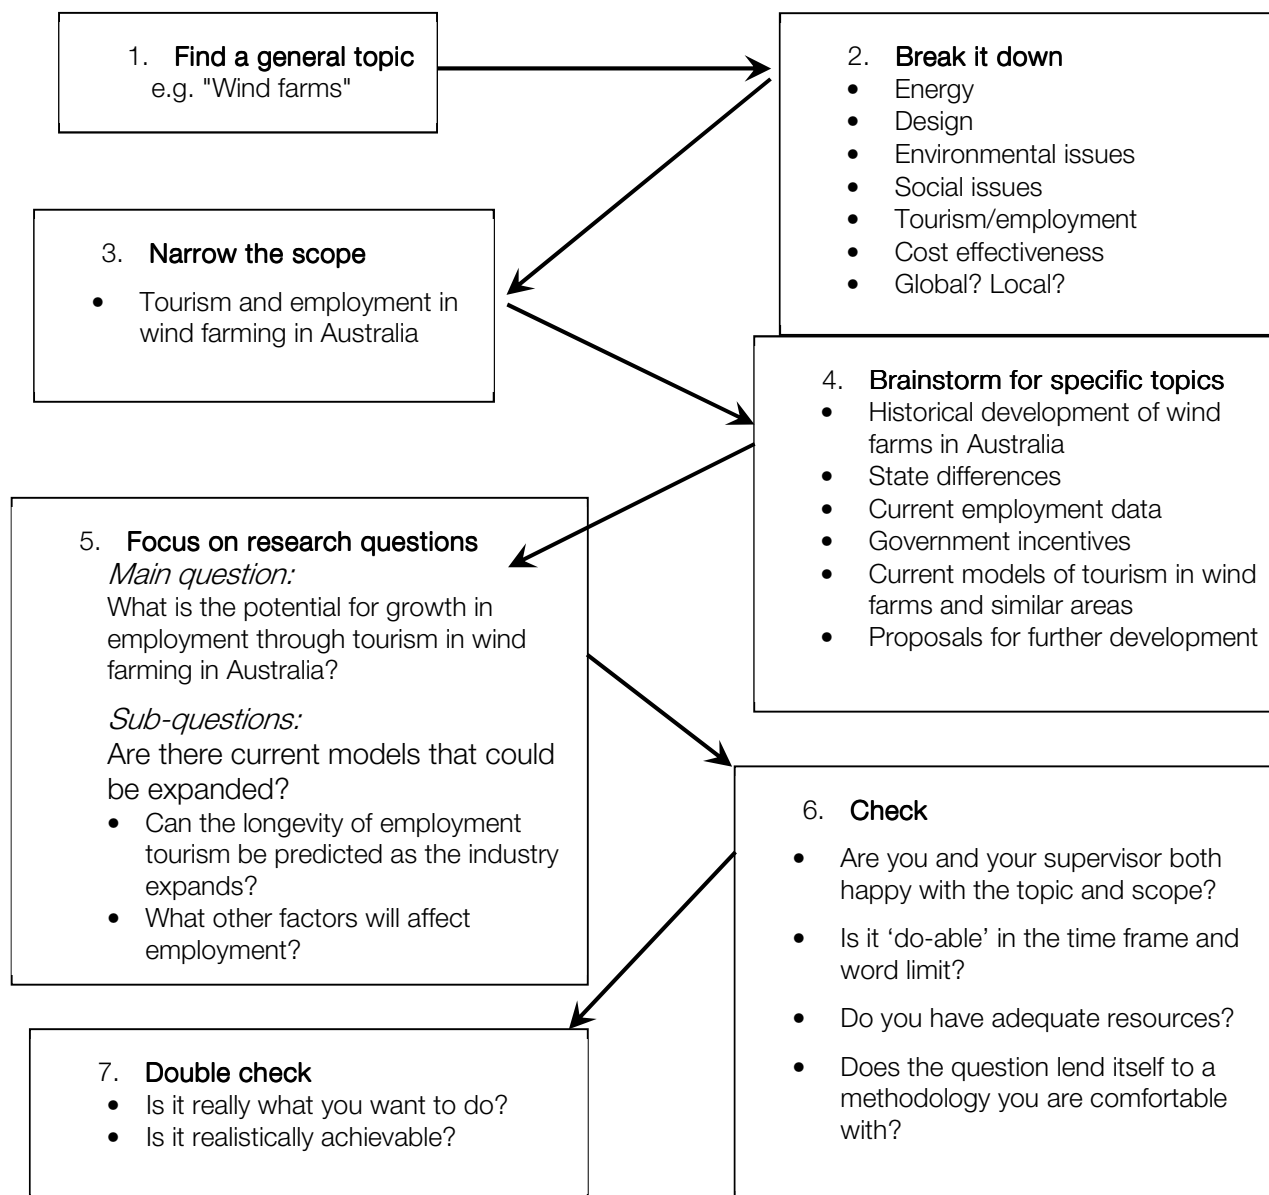 1. Find a general topic
e.g. "Wind farms"
2. Break it down
• Energy
• Design
• Environmental issues
• Social issues
• Tourism/employment
• Cost effectiveness
• Global? Local?
3. Narrow the scope
• Tourism and employment in
wind farming in Australia
4. Brainstorm for specific topics
• Historical development of wind
farms in Australia
• State differences
• Current employment data
• Government incentives
• Current models of tourism in wind
farms and similar areas
• Proposals for further development
5. Focus on research questions
Main question:
What is the potential for growth in
employment through tourism in wind
farming in Australia?
Sub-questions:
Are there current models that could
be expanded?
• Can the longevity of employment
tourism be predicted as the industry
expands?
• What other factors will affect
employment?
6. Check
• Are you and your supervisor both
happy with the topic and scope?
• Is it ‘do-able’ in the time frame and
word limit?
• Do you have adequate resources?
• Does the question lend itself to a
methodology you are comfortable
with?
7. Double check
• Is it really what you want to do?
• Is it realistically achievable?